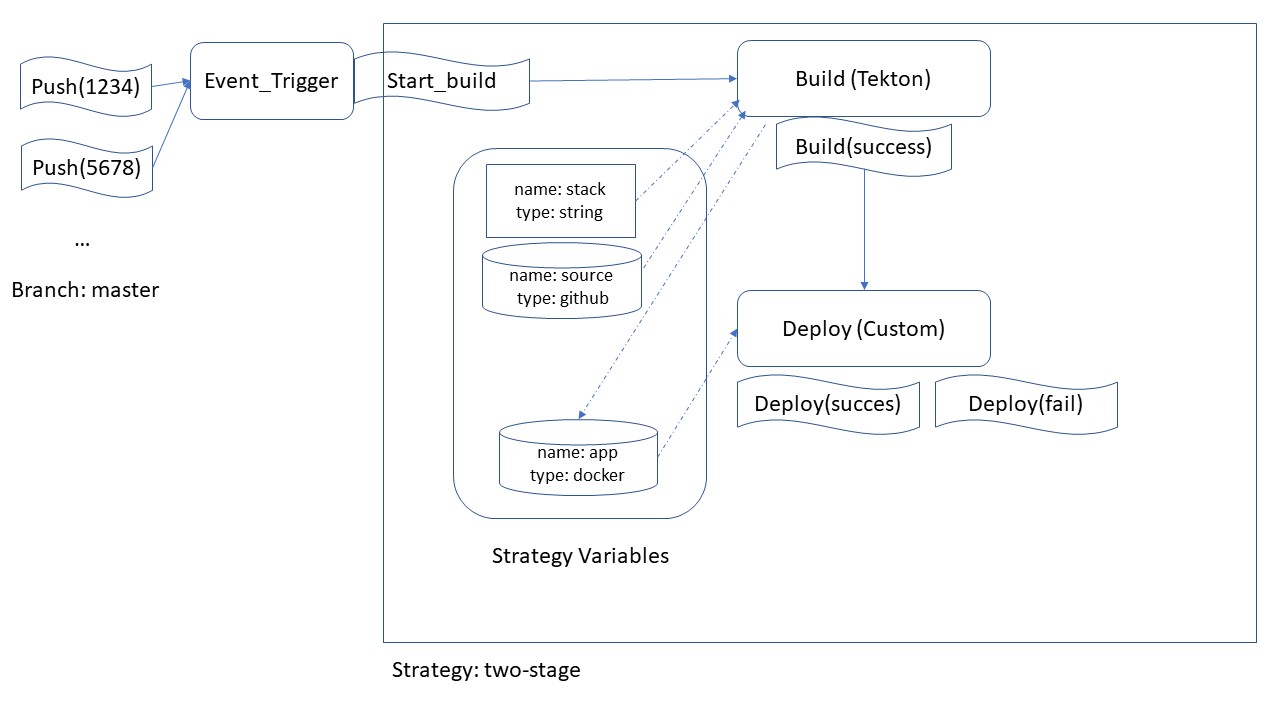 Push(1234)
Push(5678)
...
Branch: master
Event_Trigger
Start_build
Build (Tekton)
Build(success)
name: stack
type: string
name: source
type: github
name: app
type: docker
Strategy Variables
Deploy (Custom)
Deploy(succes)
Deploy(fail)
Strategy: two-stage